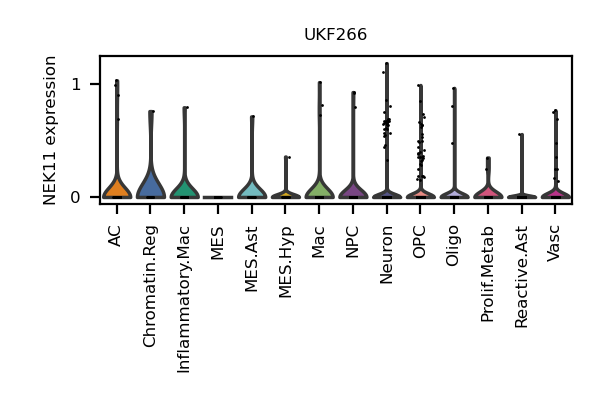 UKF266
NEK11 expression
1
0
AC
Chromatin.Reg
Inflammatory.Mac
MES
MES.Ast
MES.Hyp
Mac
NPC
Neuron
OPC
Oligo
Prolif.Metab
Reactive.Ast
Vasc